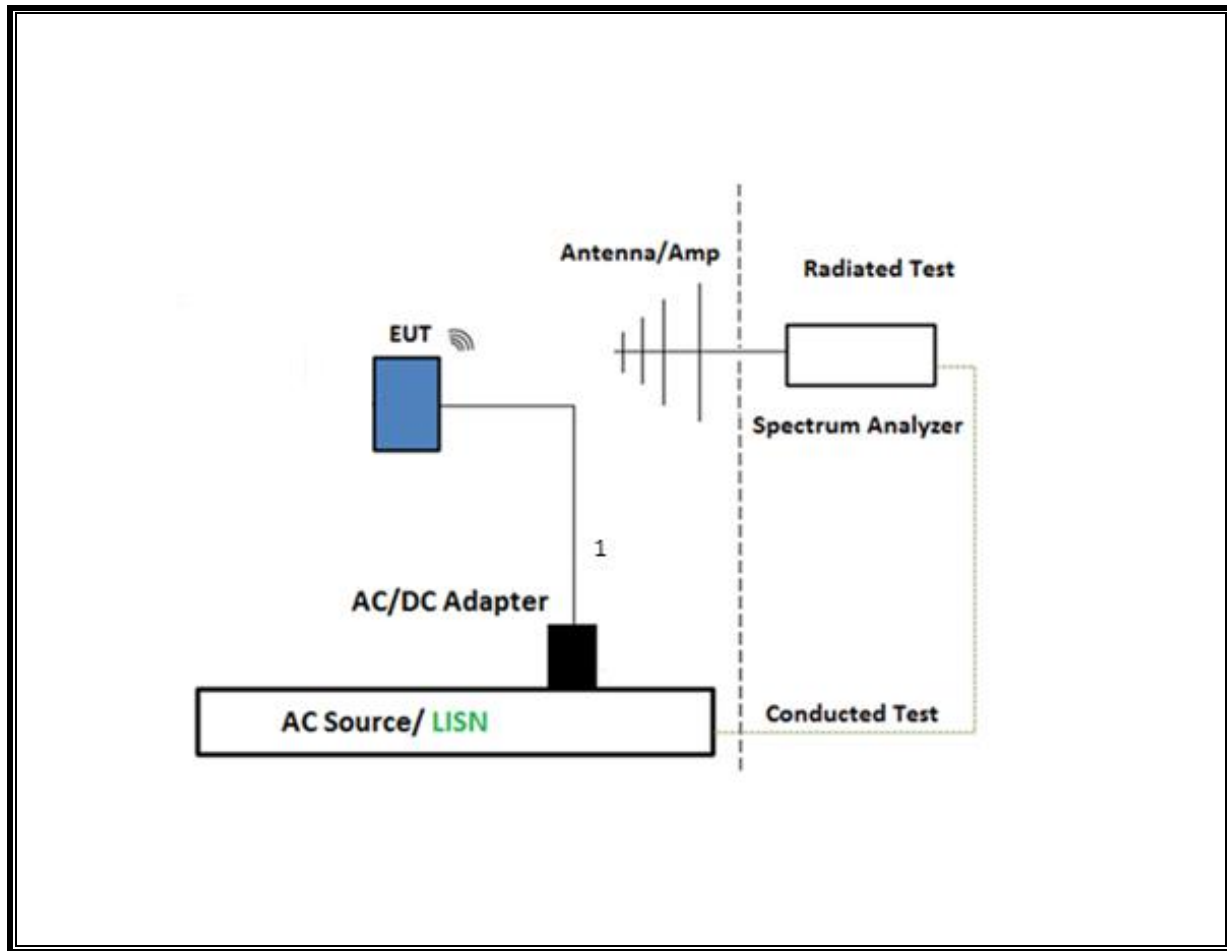 Antenna/Amp
Radiated Test
EUT
Spectrum Analyzer
1
AC/DC Adapter
AC Source/ LISN
Conducted Test